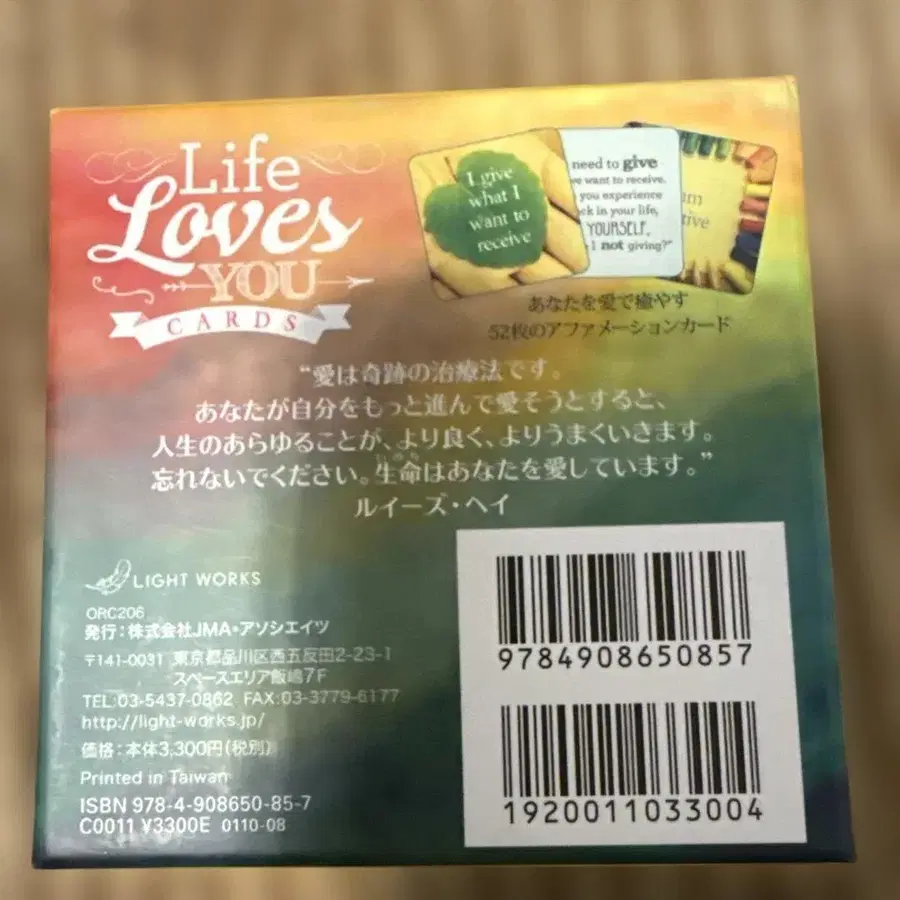 Life
Loves
YOU
CARDS
I give
what I
want to
receive
need to give
we want to receive.
you experience
ck in your life,
YOURSELF,
I not giving?"
あなたを愛で癒やす
52枚のアファメーションカード
“愛は奇跡の治療法です。
あなたが自分をもっと進んで愛そうとすると、
人生のあらゆることが、より良く、よりうまくいきます。
忘れないでください。生命はあなたを愛しています。”
ルイーズ・ヘイ
LIGHT WORKS
ORC206
発行:株式会社JMA・アソシエイツ
〒141-0031 東京都品川区西五反田2-23-1
スペースエリア飯嶋7F
TEL:03-5437-0862 FAX:03-3779-6177
http://light-works.jp/
価格:本体3,300円(税別)
Printed in Taiwan
ISBN 978-4-908650-85-7
C0011 ¥3300E 0110-08
9784908650857
1920011033004